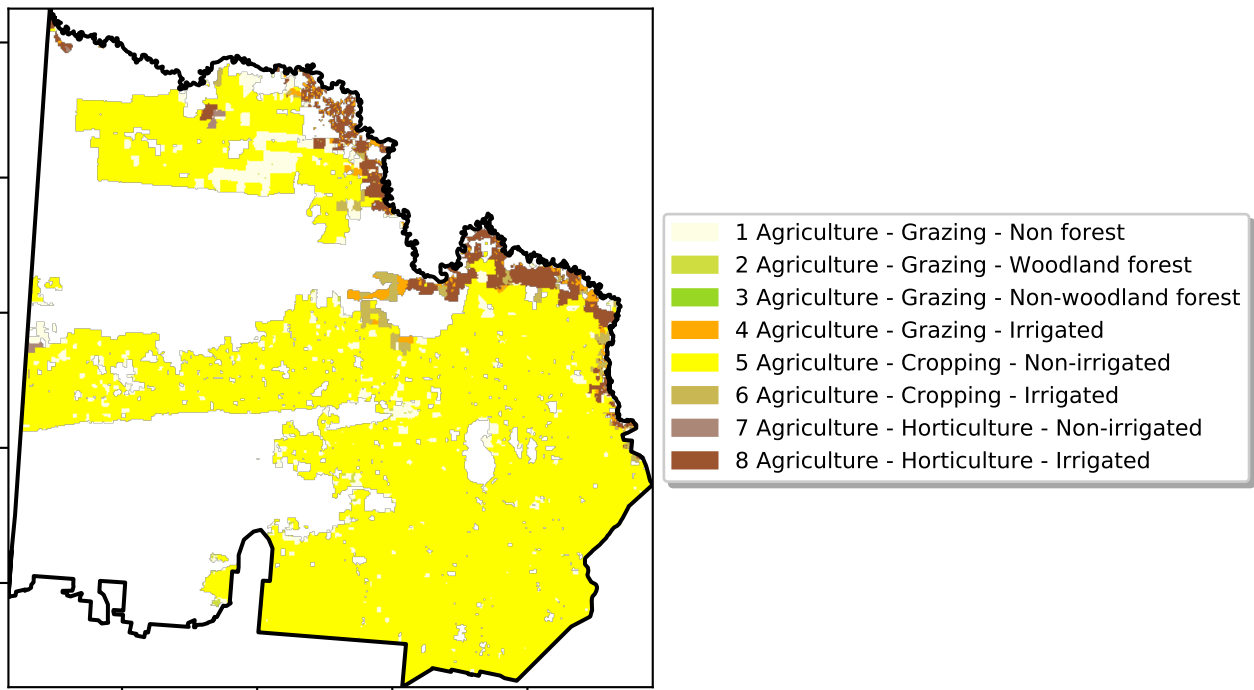 1 Agriculture - Grazing - Non forest
2 Agriculture - Grazing - Woodland forest
3 Agriculture - Grazing - Non-woodland forest
4 Agriculture - Grazing - Irrigated
5 Agriculture - Cropping - Non-irrigated
6 Agriculture - Cropping - Irrigated
7 Agriculture - Horticulture - Non-irrigated
8 Agriculture - Horticulture - Irrigated